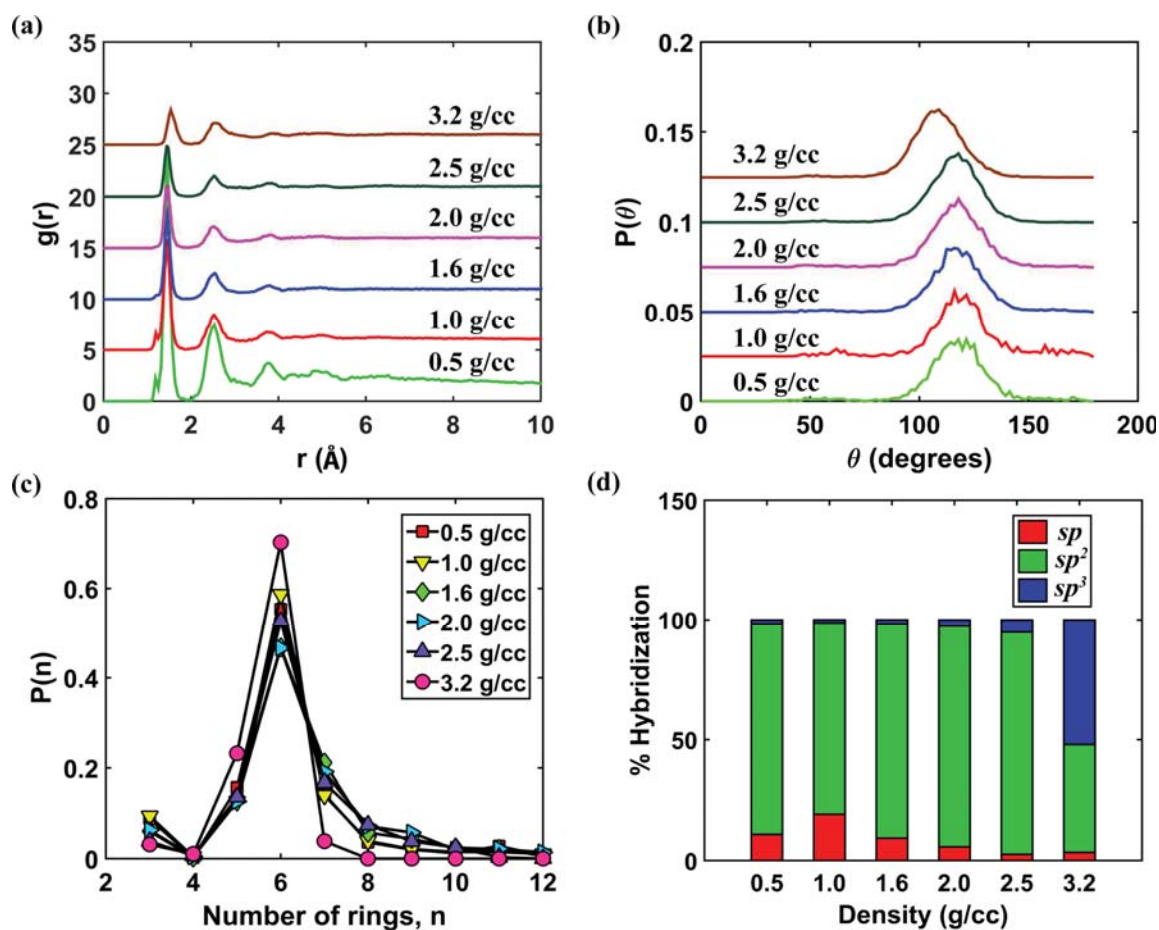 (a)
35
30
25
20
15
10
5
0
g(r)
3.2 g/cc
2.5 g/cc
2.0 g/cc
1.6 g/cc
1.0 g/cc
0.5 g/cc
0 2 4 6 8 10
r (Å)
(b)
0.2
0.15
0.1
0.05
0
P(θ)
3.2 g/cc
2.5 g/cc
2.0 g/cc
1.6 g/cc
1.0 g/cc
0.5 g/cc
0 50 100 150 200
θ (degrees)
(c)
0.8
0.6
0.4
0.2
0
P(n)
0.5 g/cc
1.0 g/cc
1.6 g/cc
2.0 g/cc
2.5 g/cc
3.2 g/cc
2 4 6 8 10 12
Number of rings, n
(d)
150
100
50
0
% Hybridization
sp
sp²
sp³
0.5 1.0 1.6 2.0 2.5 3.2
Density (g/cc)